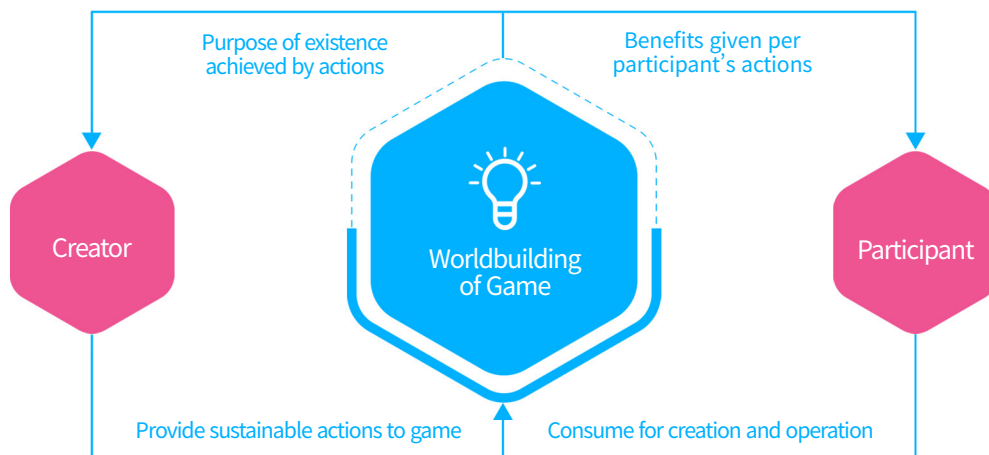 Purpose of existence
achieved by actions
Benefits given per
participant's actions
Creator
Worldbuilding
of Game
Participant
Provide sustainable actions to game
Consume for creation and operation